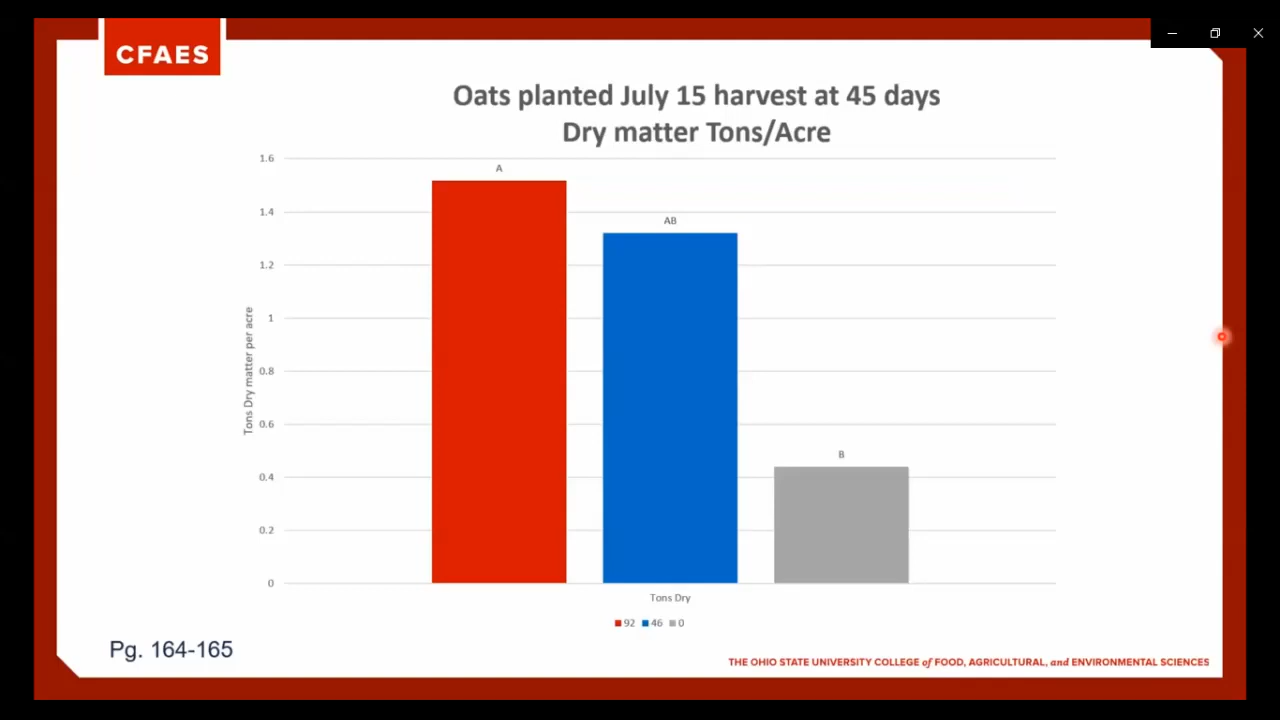 CFAES
Oats planted July 15 harvest at 45 days
Dry matter Tons/Acre
1.6
1.4
1.2
1
0.8
0.6
0.4
0.2
0
Tons Dry matter per acre
A
AB
B
Tons Dry
92 46 0
Pg. 164-165
THE OHIO STATE UNIVERSITY COLLEGE of FOOD, AGRICULTURAL, and ENVIRONMENTAL SCIENCES